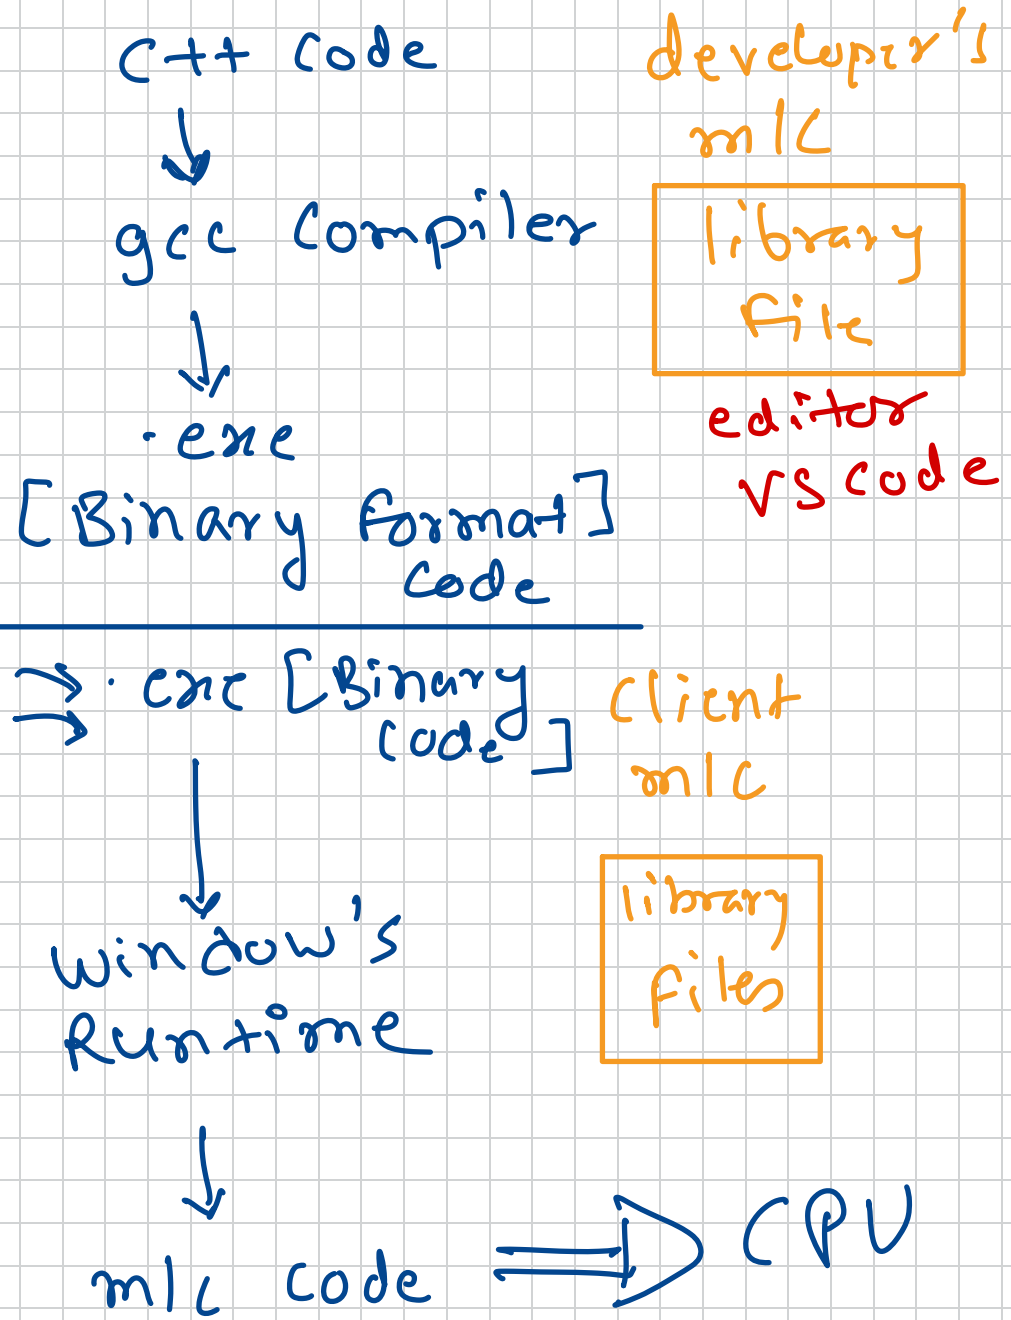 C++ Code
developer's
m/c
gcc Compiler
library
file
.exe
editor
VS Code
[Binary format]
Code
.exe [Binary
Code]
Client
m/c
library
files
Window's
Runtime
m/c Code
CPU